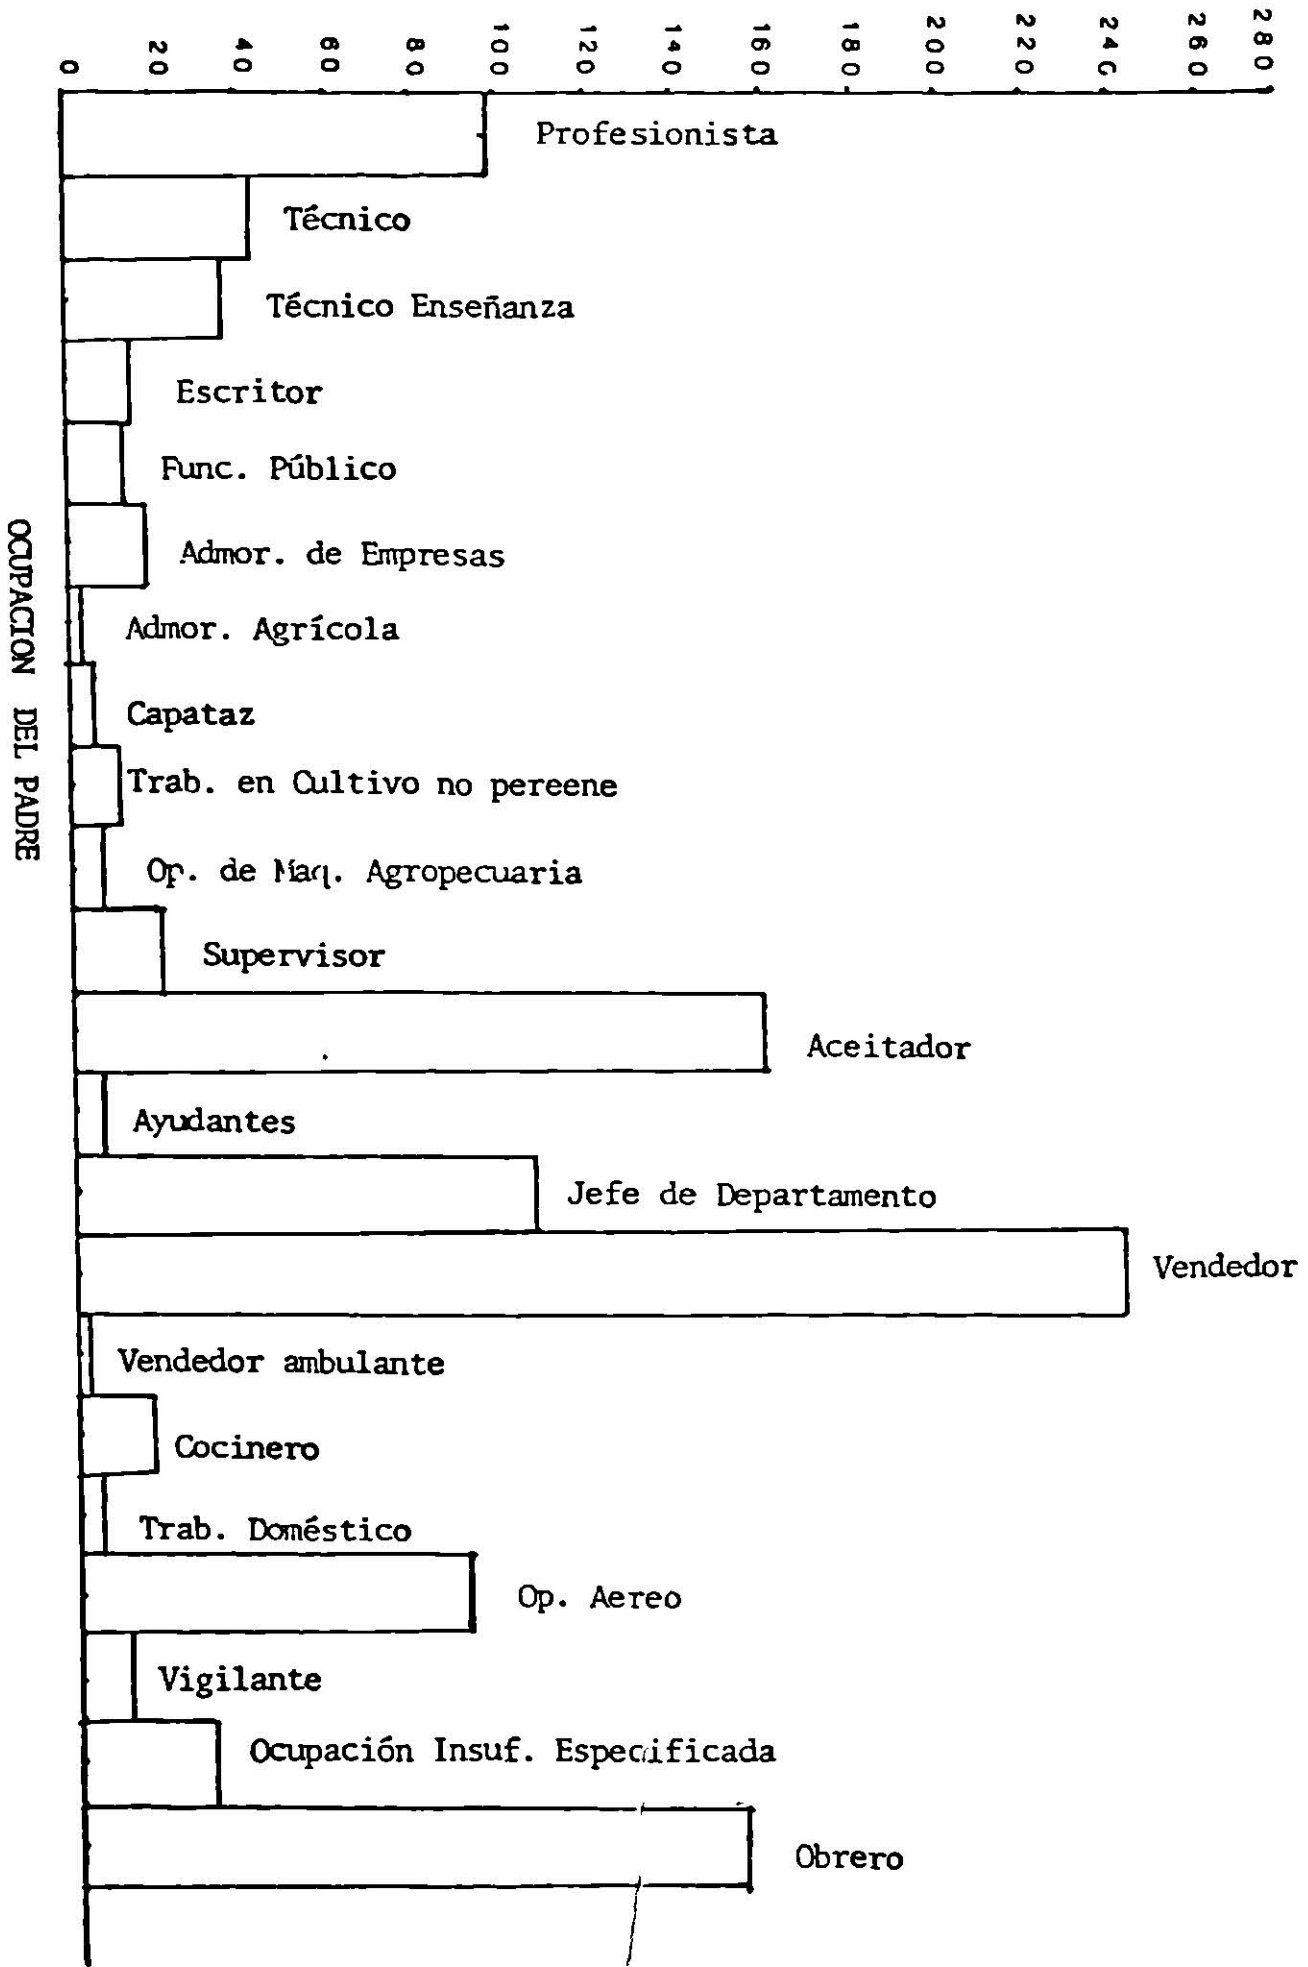 00
20
40
60
80
100
120
140
160
180
200
220
240
260
280
Profesionista
Técnico
Técnico Enseñanza
Escritor
Func. Público
Admor. de Empresas
Admor. Agrícola
Capataz
Trab. en Cultivo no pereene
Op. de Maq. Agropecuaria
Supervisor
Aceitador
Ayudantes
Jefe de Departamento
Vendedor
Vendedor ambulante
Cocinero
Trab. Doméstico
Op. Aereo
Vigilante
Ocupación Insuf. Especificada
Obrero
OCUPACION DEL PADRE